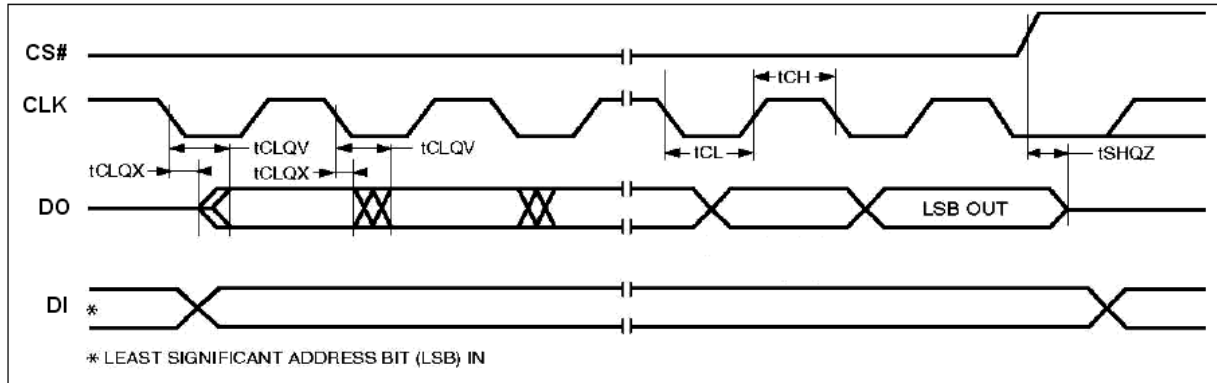 CS#
tCH
CLK
tCLQV
tCLQV
tCL
tSHQZ
tCLQX
tCLQX
DO
LSB OUT
DI
*
* LEAST SIGNIFICANT ADDRESS BIT (LSB) IN